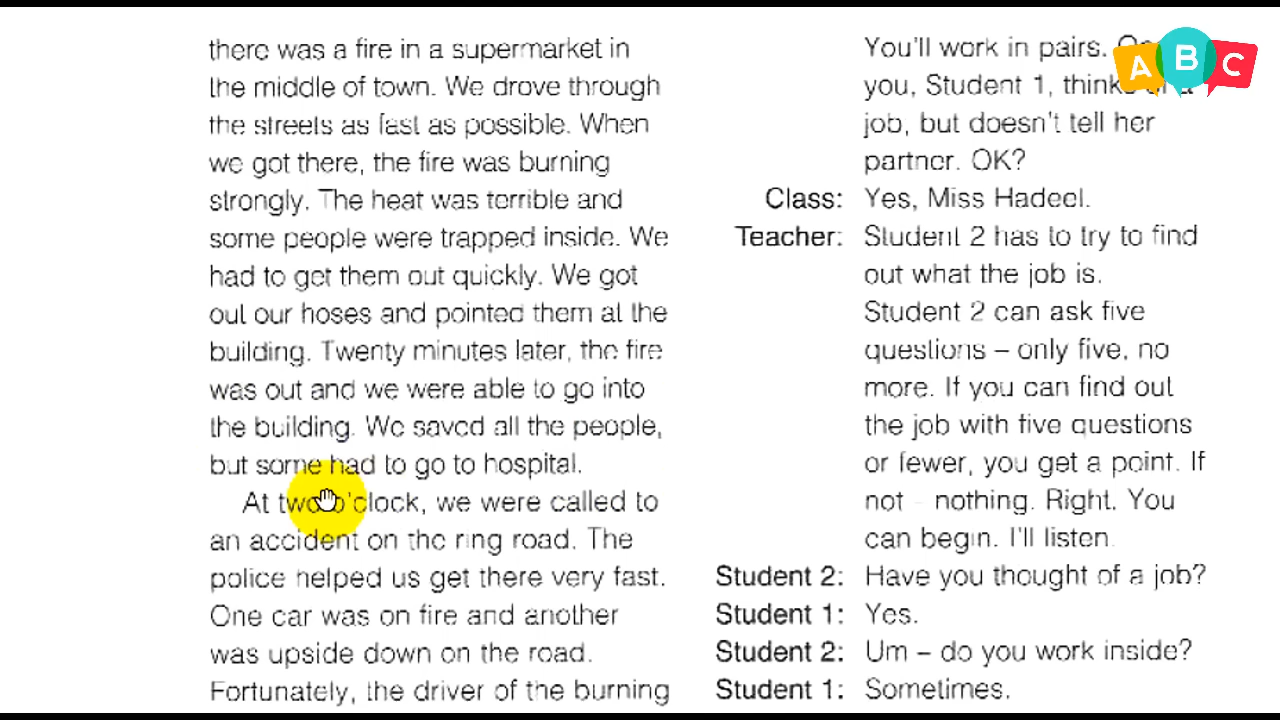 there was a fire in a supermarket in
the middle of town. We drove through
the streets as fast as possible. When
we got there, the fire was burning
strongly. The heat was terrible and
some people were trapped inside. We
had to get them out quickly. We got
out our hoses and pointed them at the
building. Twenty minutes later, the fire
was out and we were able to go into
the building. We saved all the people,
but some had to go to hospital.
At two o'clock, we were called to
an accident on the ring road. The
police helped us get there very fast.
One car was on fire and another
was upside down on the road.
Fortunately, the driver of the burning
You'll work in pairs.
you, Student 1, thinks of a
job, but doesn't tell her
partner. OK?
Class: Yes, Miss Hadeel.
Teacher: Student 2 has to try to find
out what the job is.
Student 2 can ask five
questions – only five, no
more. If you can find out
the job with five questions
or fewer, you get a point. If
not – nothing. Right. You
can begin. I'll listen.
Student 2: Have you thought of a job?
Student 1: Yes.
Student 2: Um – do you work inside?
Student 1: Sometimes.
A B C